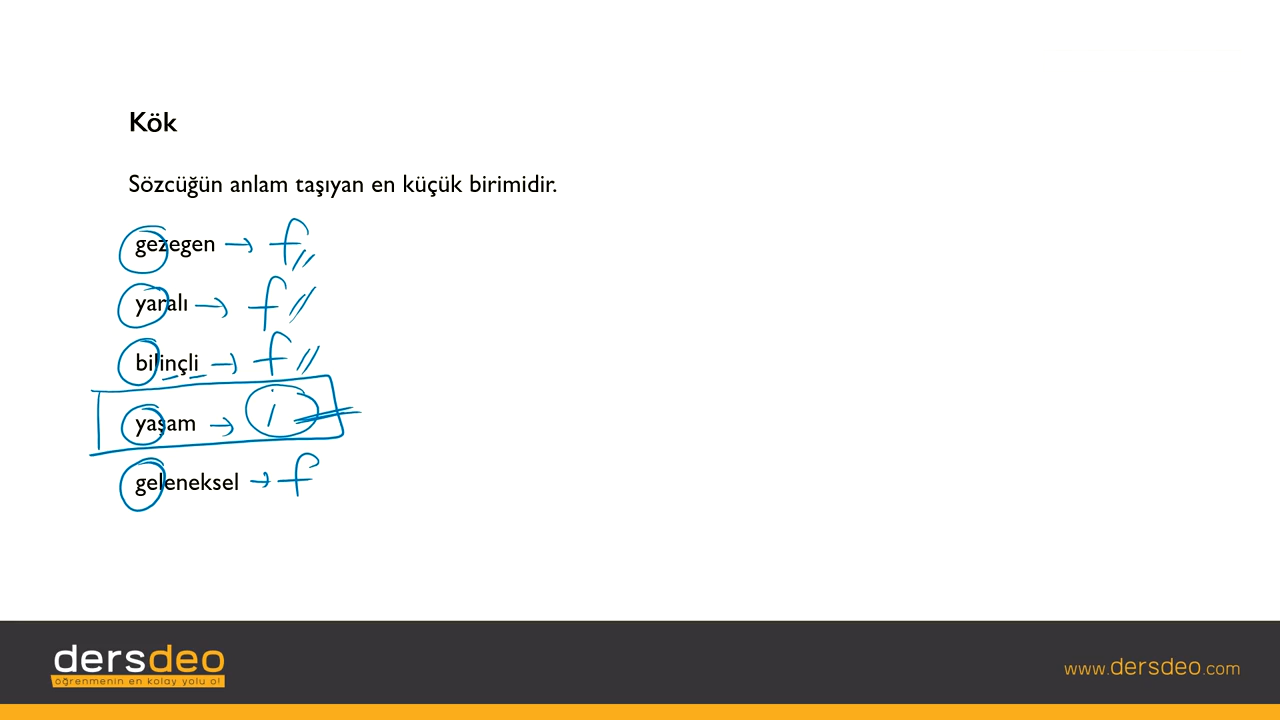 Kök
Sözcüğün anlam taşıyan en küçük birimidir.
gezegen → f
yaralı → f
bilinçli → f
yaşam → i
geleneksel → f
dersdeo
öğrenmenin en kolay yolu o!
www.dersdeo.com